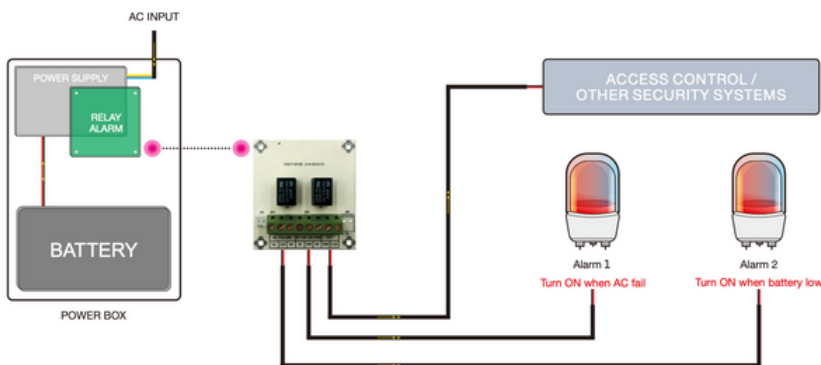 AC INPUT
POWER SUPPLY
RELAY
ALARM
BATTERY
POWER BOX
ACCESS CONTROL /
OTHER SECURITY SYSTEMS
Alarm 1
Turn ON when AC fail
Alarm 2
Turn ON when battery low